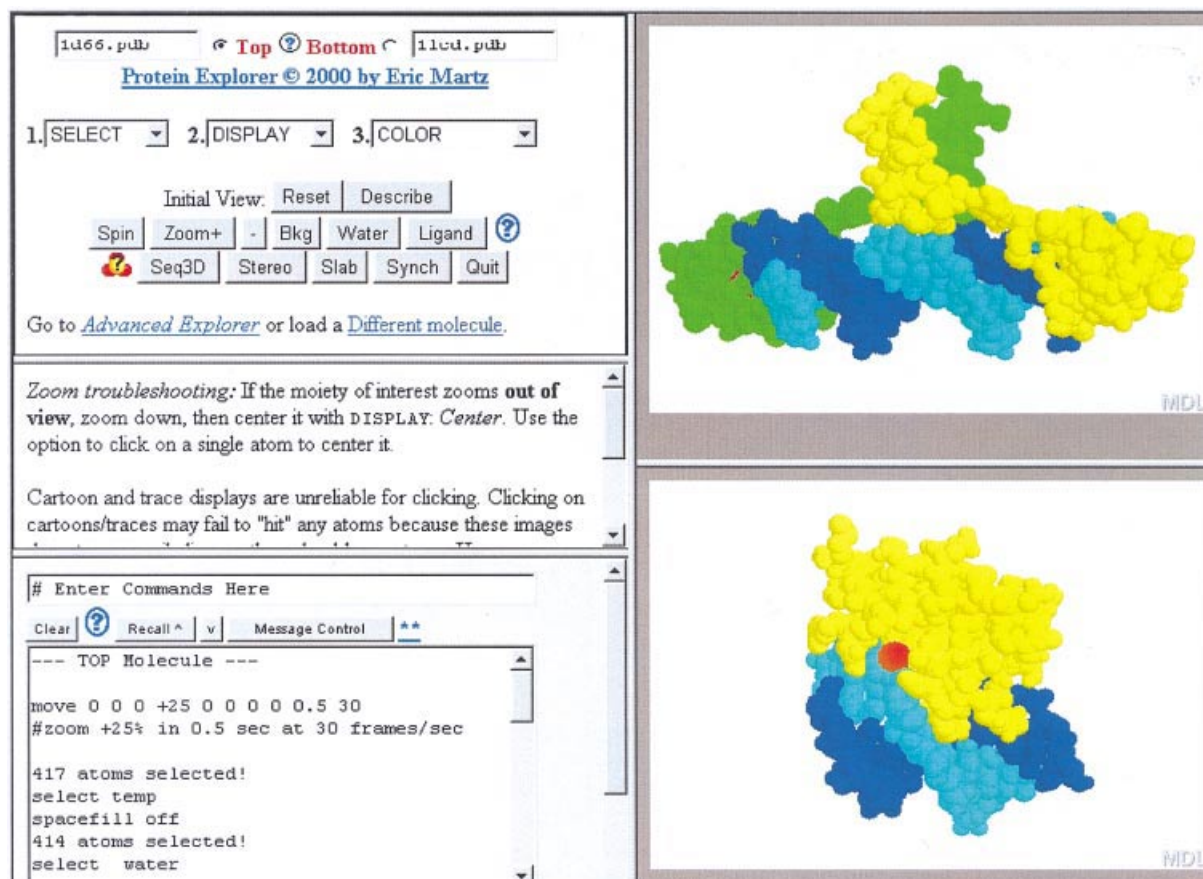 1d66.pdb Top ? Bottom 1lcd.pdb
Protein Explorer © 2000 by Eric Martz
1. SELECT 2. DISPLAY 3. COLOR
Initial View: Reset Describe
Spin Zoom+ - Bkg Water Ligand ?
? Seq3D Stereo Slab Synch Quit
Go to Advanced Explorer or load a Different molecule.
Zoom troubleshooting: If the moiety of interest zooms out of
view, zoom down, then center it with DISPLAY: Center. Use the
option to click on a single atom to center it.
Cartoon and trace displays are unreliable for clicking. Clicking on
cartoons/traces may fail to "hit" any atoms because these images
# Enter Commands Here
Clear ? Recall ^ v Message Control **
--- TOP Molecule ---
move 0 0 0 +25 0 0 0 0 0.5 30
#zoom +25% in 0.5 sec at 30 frames/sec
417 atoms selected!
select temp
spacefill off
414 atoms selected!
select water
MDL
MDL